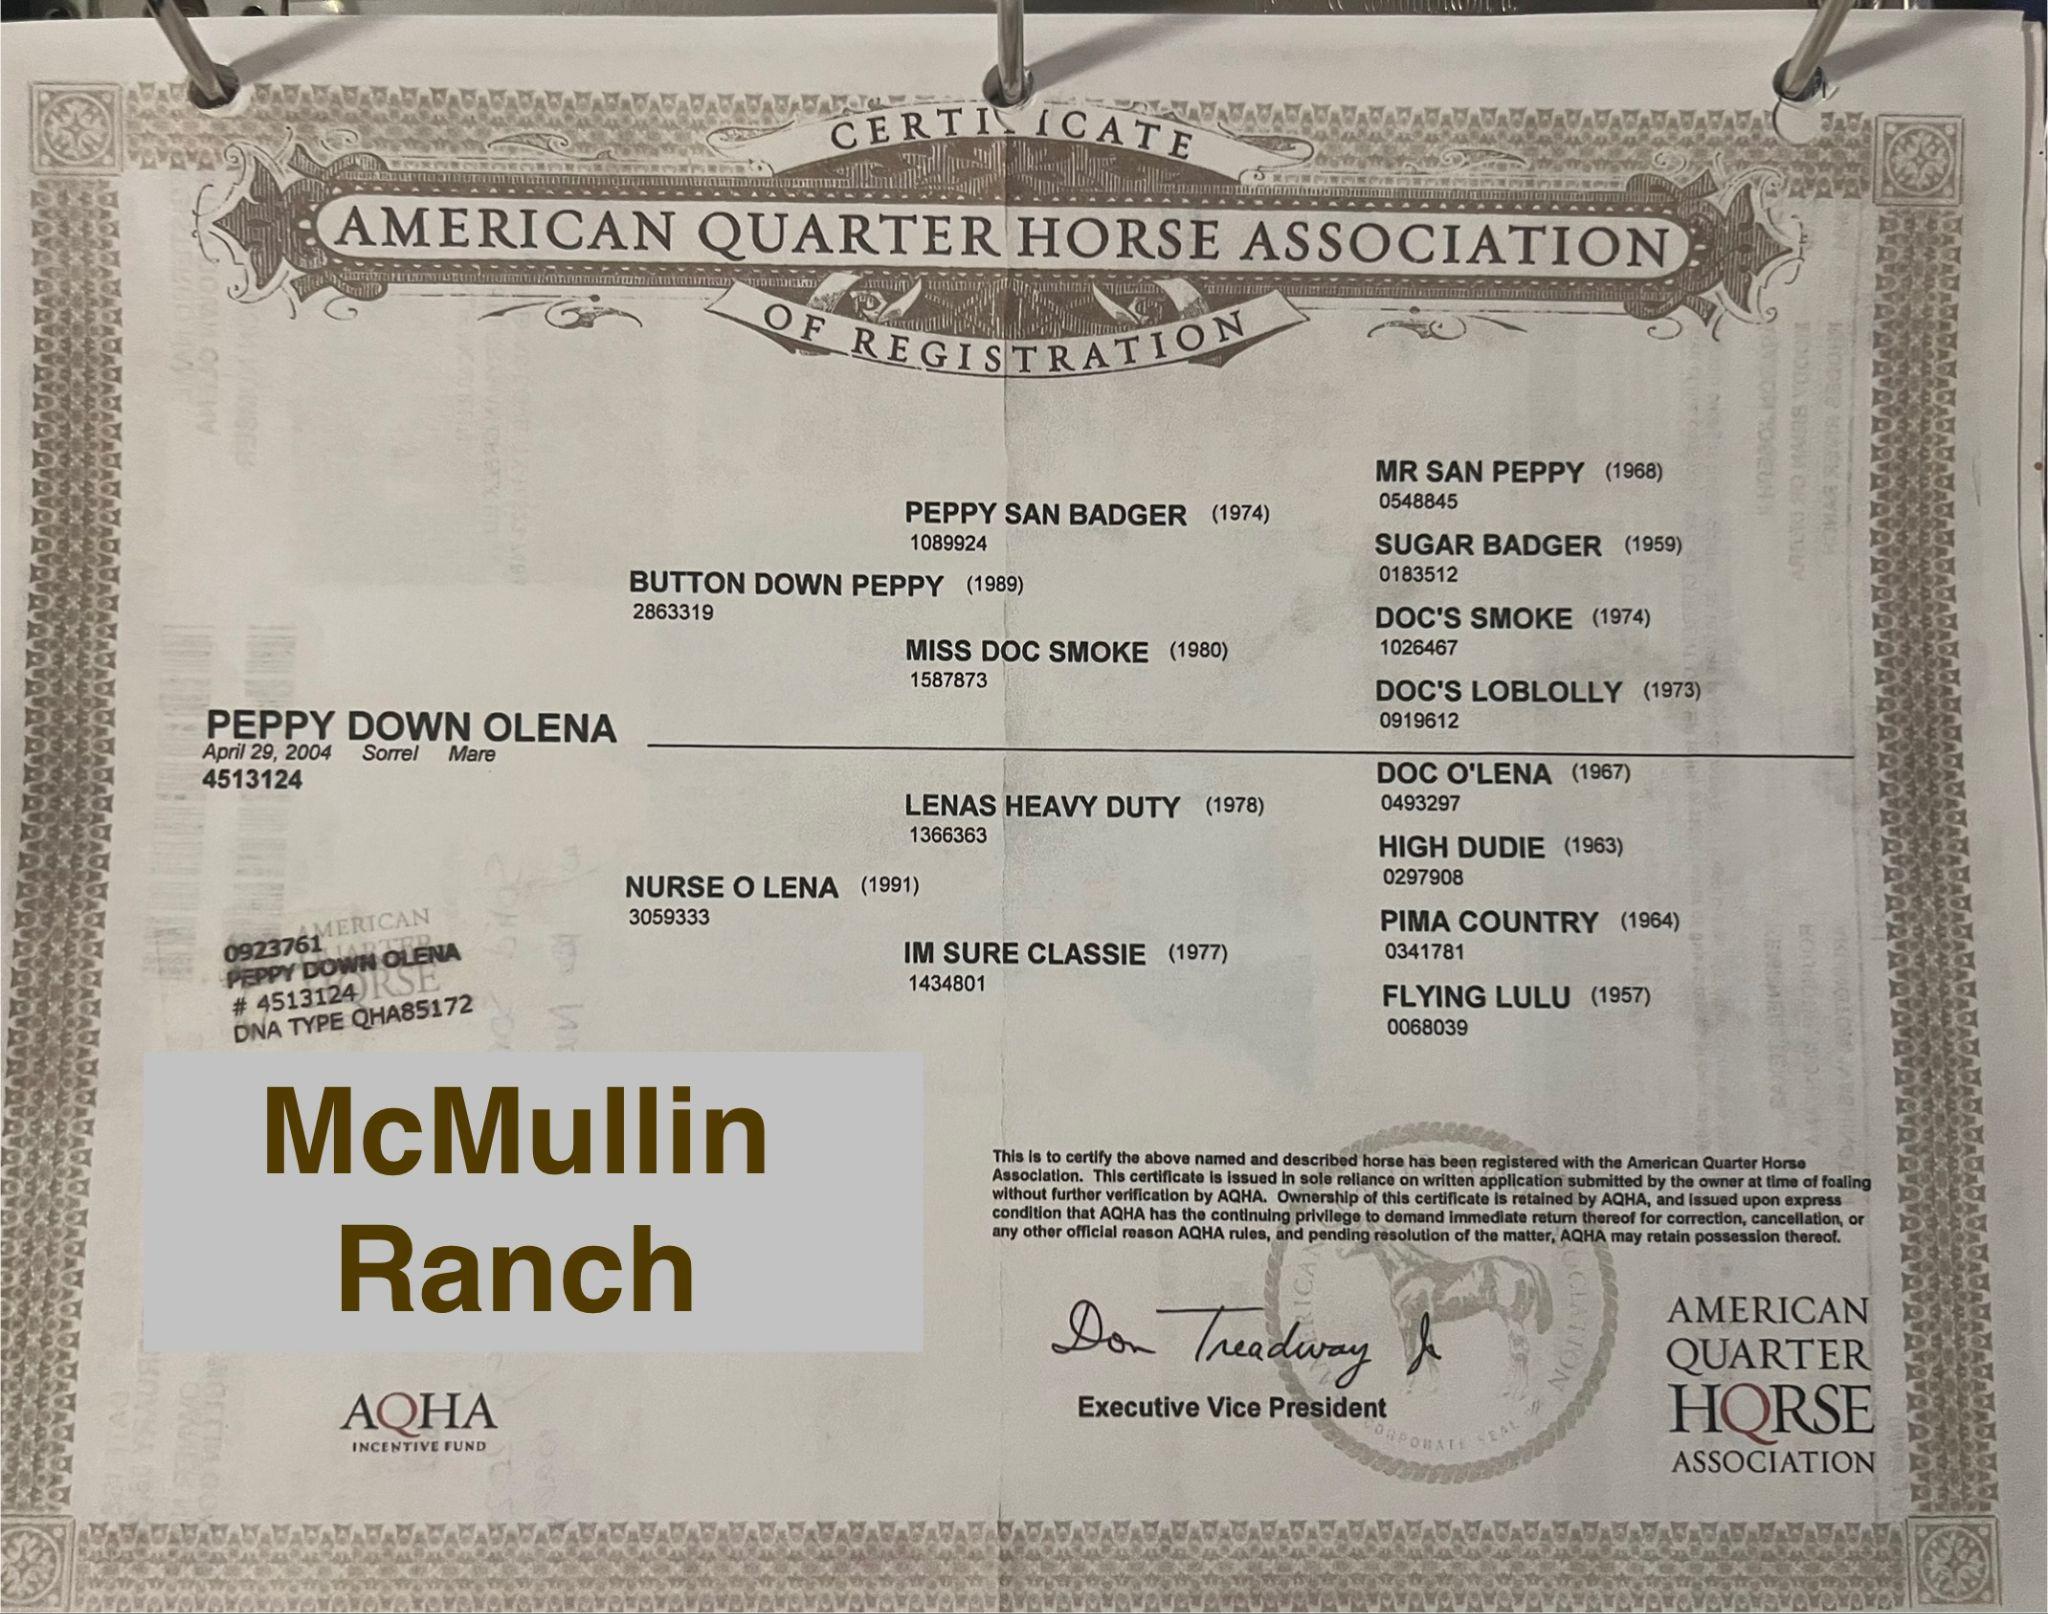 CERTIFICATE
AMERICAN QUARTER HORSE ASSOCIATION
OF REGISTRATION
MR SAN PEPPY (1968)
0548845
PEPPY SAN BADGER (1974)
1089924
SUGAR BADGER (1959)
0183512
BUTTON DOWN PEPPY (1989)
2863319
DOC'S SMOKE (1974)
1026467
MISS DOC SMOKE (1980)
1587873
DOC'S LOBLOLLY (1973)
0919612
PEPPY DOWN OLENA
April 29, 2004 Sorrel Mare
4513124
DOC O'LENA (1967)
0493297
LENAS HEAVY DUTY (1978)
1366363
HIGH DUDIE (1963)
0297908
NURSE O LENA (1991)
3059333
PIMA COUNTRY (1964)
0341781
IM SURE CLASSIE (1977)
1434801
FLYING LULU (1957)
0068039
AMERICAN
QUARTER
HORSE
0923761
PEPPY DOWN OLENA
# 4513124
DNA TYPE QHA85172
McMullin
Ranch
This is to certify the above named and described horse has been registered with the American Quarter Horse
Association. This certificate is issued in sole reliance on written application submitted by the owner at time of foaling
without further verification by AQHA. Ownership of this certificate is retained by AQHA, and issued upon express
condition that AQHA has the continuing privilege to demand immediate return thereof for correction, cancellation, or
any other official reason AQHA rules, and pending resolution of the matter, AQHA may retain possession thereof.
Don Treadway Jr
Executive Vice President
CORPORATE SEAL
AQHA
INCENTIVE FUND
AMERICAN
QUARTER
HORSE
ASSOCIATION